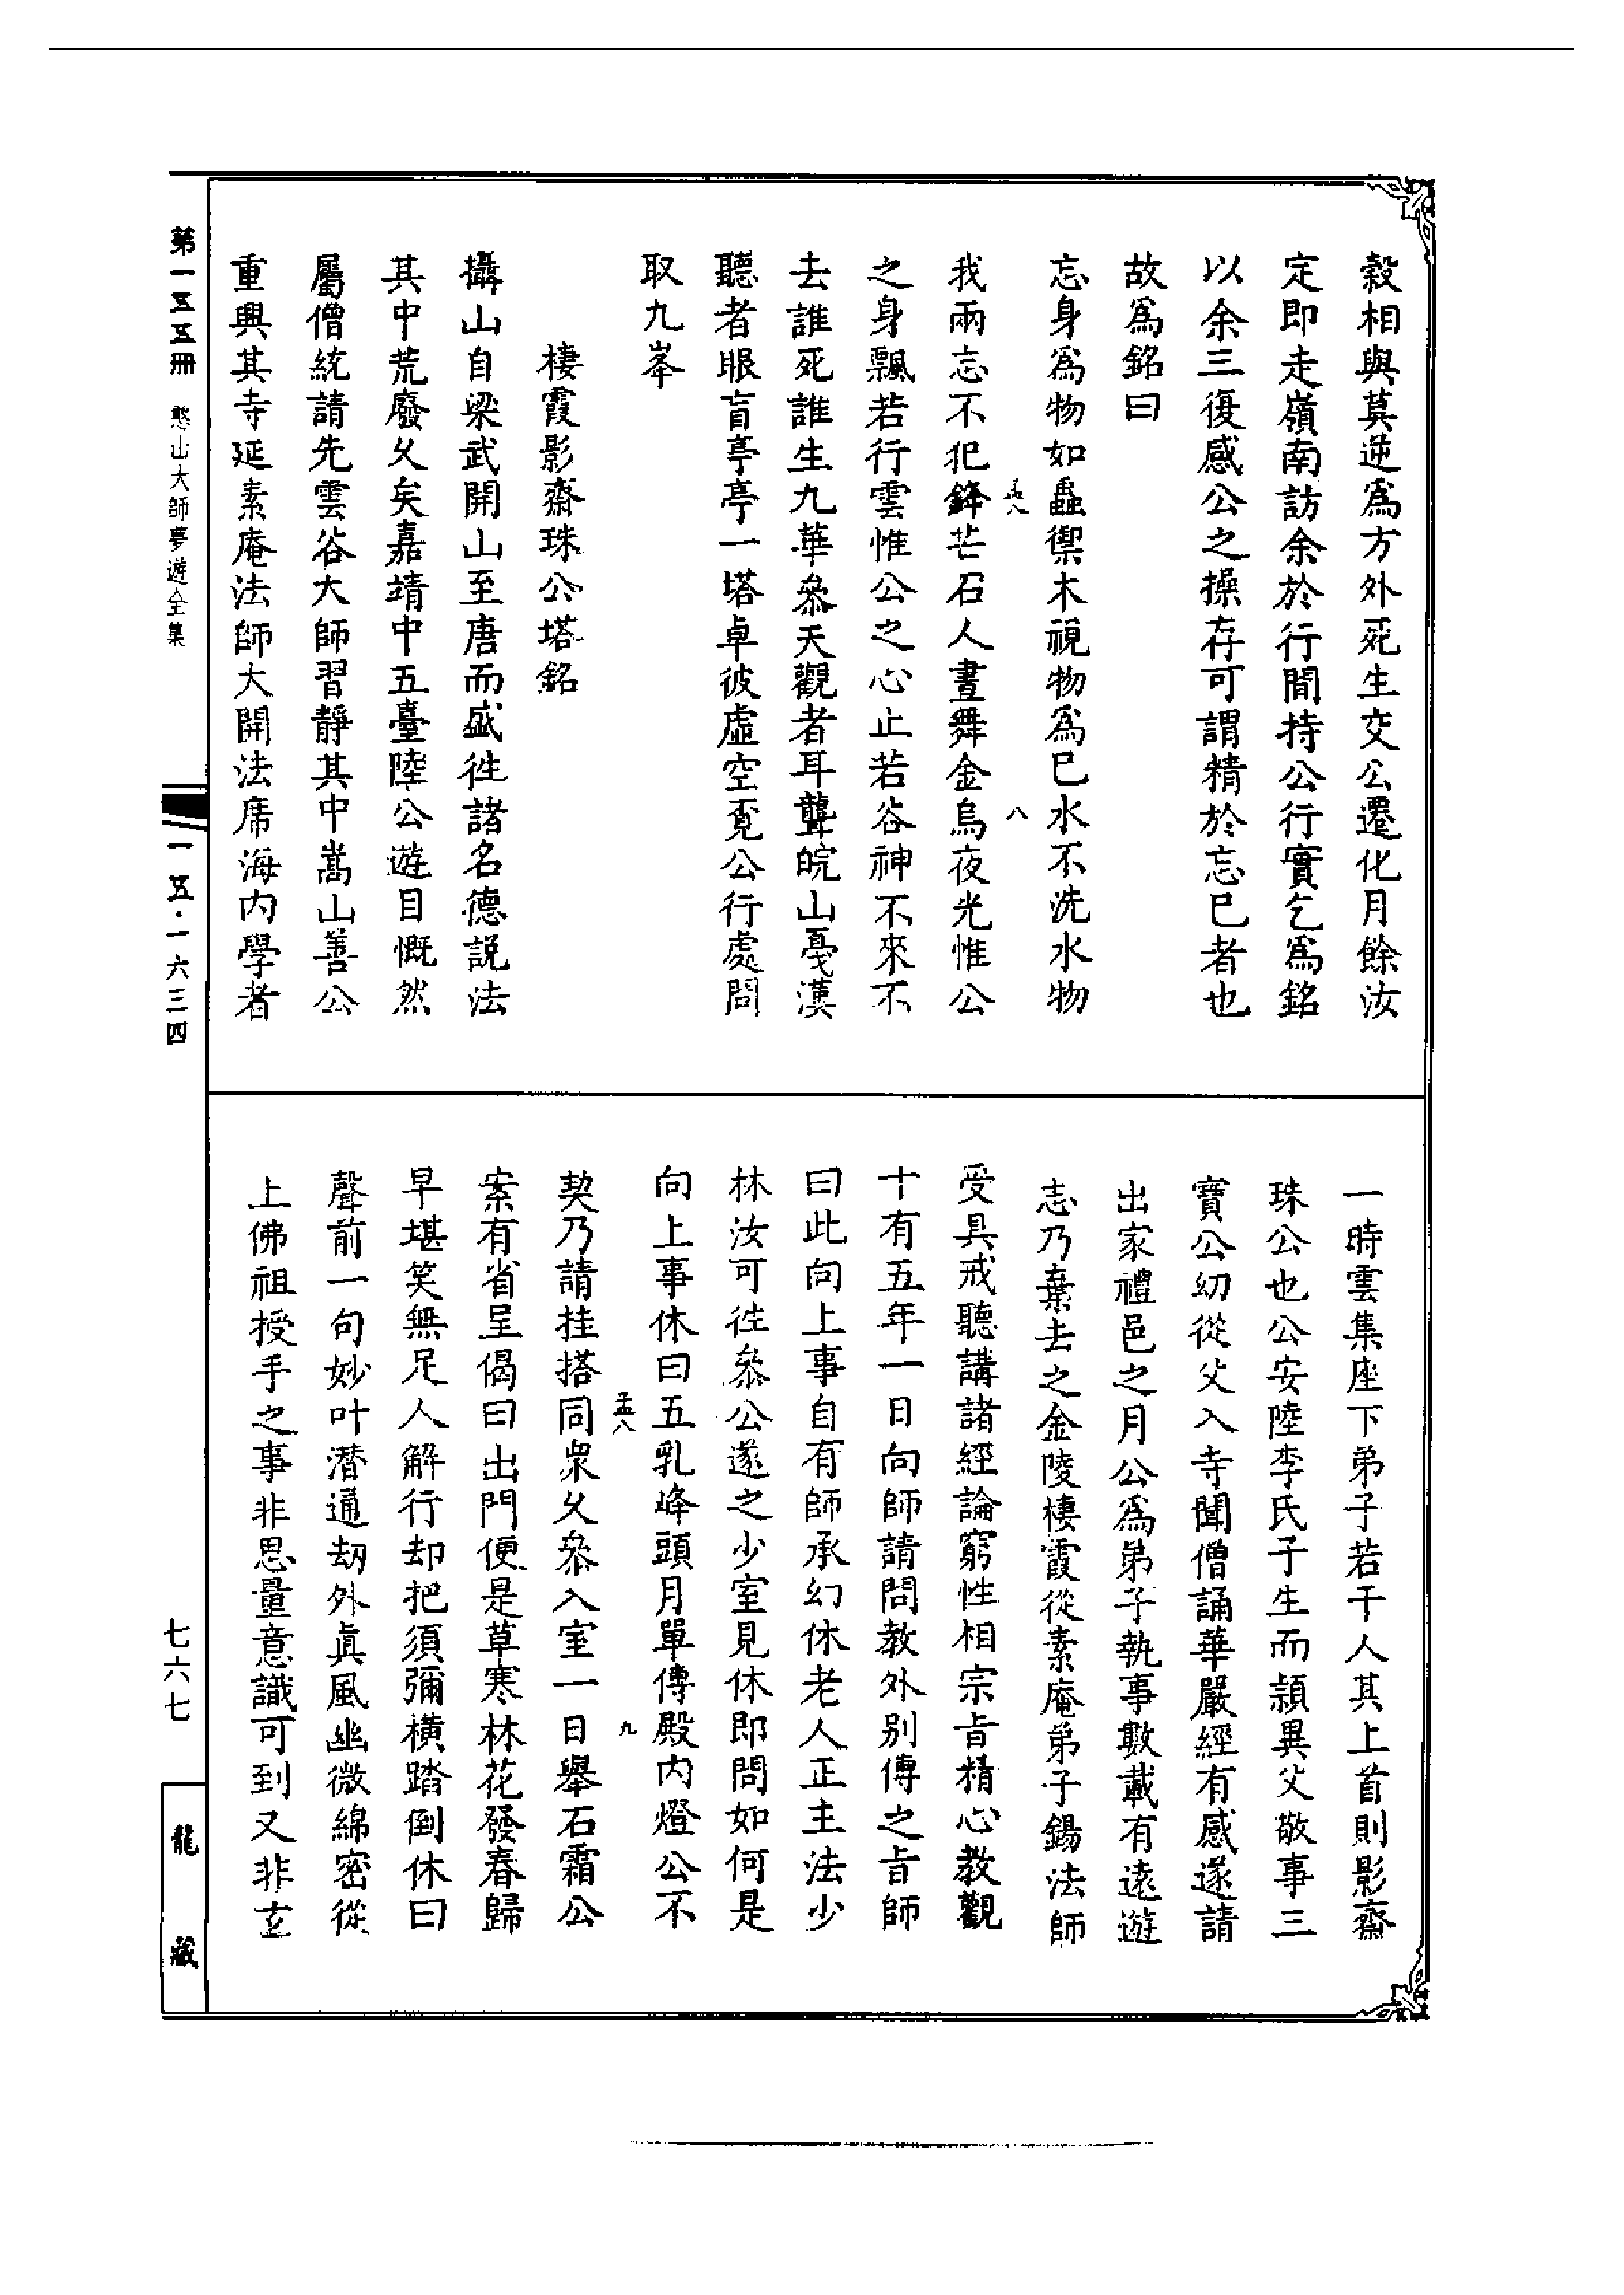 穀相與莫逆爲方外死生交公遷化月餘汝
定即走嶺南訪余於行間持公行實乞爲銘
以余三復感公之操存可謂精於忘已者也
故爲銘曰
忘身爲物如蟲禦木視物爲已水不洗水物
我兩忘不犯鋒芒石人晝舞金烏夜光惟公
之身飄若行雲惟公之心止若谷神不來不
去誰死誰生九華叅天觀者耳聾皖山戞漢
聽者眼盲亭亭一塔卓彼虛空覔公行處問
取九峯
棲霞影齋珠公塔銘
攝山自梁武開山至唐而盛徃諸名德説法
其中荒廢乆矣嘉靖中五臺陸公遊目慨然
屬僧統請先雲谷大師習靜其中嵩山善公
重興其寺延素庵法師大開法席海内學者
一時雲集座下弟子若干人其上首則影齋
珠公也公安陸李氏子生而頴異父敬事三
寶公幼從父入寺聞僧誦華嚴經有感遂請
出家禮邑之月公爲弟子執事數載有遠遊
志乃棄去之金陵棲霞從素庵弟子錫法師
受具戒聽講諸經論窮性相宗旨精心教觀
十有五年一日向師請問教外別傳之旨師
曰此向上事自有師承幻休老人正主法少
林汝可徃叅公遂之少室見休即問如何是
向上事休曰五乳峰頭月單傳殿内燈公不
契乃請挂搭同衆乆叅入室一日舉石霜公
案有省呈偈曰出門便是草寒林花發春歸
早堪笑無足人解行却把須彌橫踏倒休曰
聲前一句妙叶潛通刼外眞風幽微綿密從
上佛祖授手之事非思量意識可到又非玄
孟八
八
孟八
九
第一五五冊 憨山大師夢遊全集
一五·一六三四
七六七
龍藏